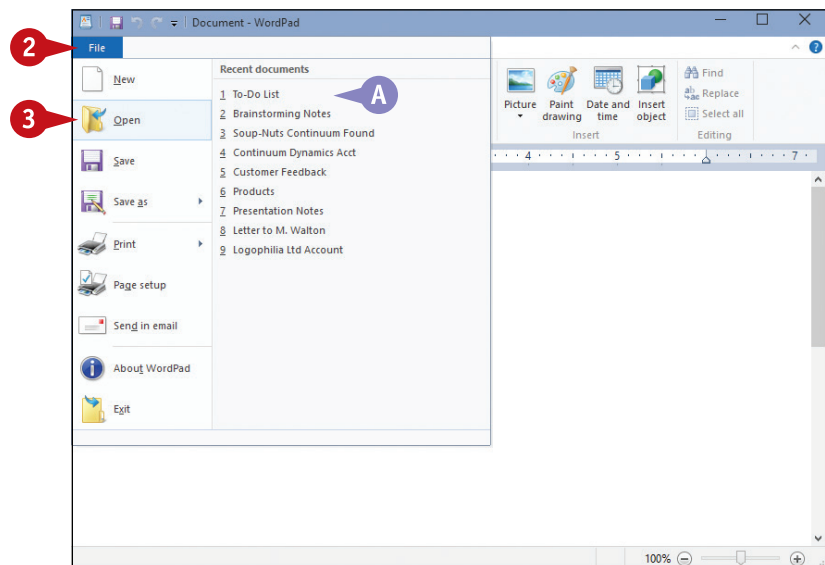 Document - WordPad
2
File
New
Recent documents
1 To-Do List
A
2 Brainstorming Notes
3
Open
3 Soup-Nuts Continuum Found
4 Continuum Dynamics Acct
Save
5 Customer Feedback
6 Products
Save as
7 Presentation Notes
8 Letter to M. Walton
Print
9 Logophilia Ltd Account
Page setup
Send in email
About WordPad
Exit
Picture
Paint drawing
Date and time
Insert object
Insert
Find
Replace
Select all
Editing
4 5 7
100%